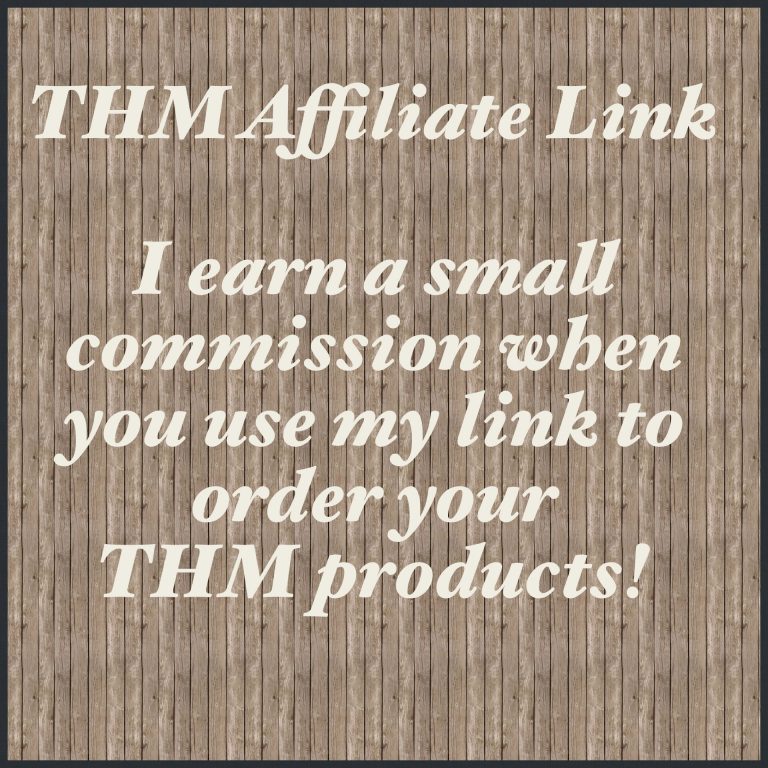 THM Affiliate Link
I earn a small
commission when
you use my link to
order your
THM products!